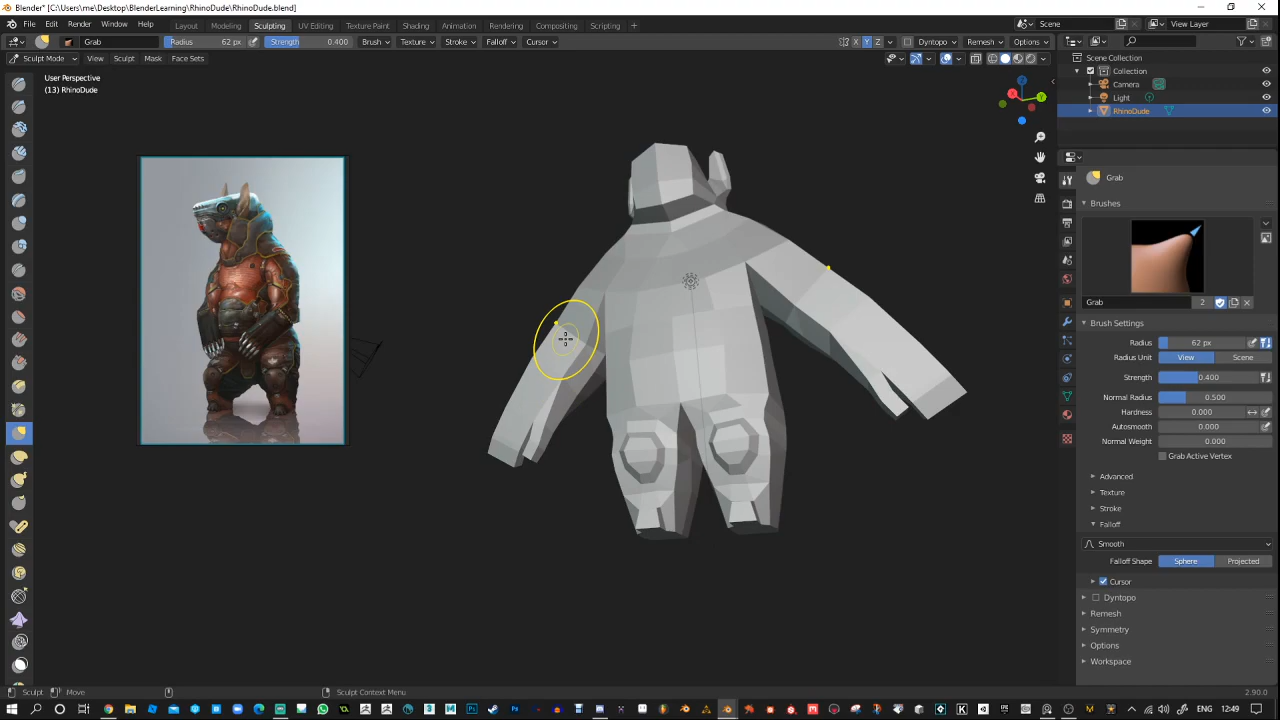 Blender* [C:\Users\me\Desktop\BlenderLearning\RhinoDude\RhinoDude.blend]
File Edit Render Window Help Layout Modeling Sculpting UV Editing Texture Paint Shading Animation Rendering Compositing Scripting + Scene View Layer
Grab Radius 62 px Strength 0.400 Brush Texture Stroke Falloff Cursor X Y Z Dyntopo Remesh Options
Sculpt Mode View Sculpt Mask Face Sets
Scene Collection
Collection
Camera
Light
RhinoDude
User Perspective
(13) RhinoDude
Z
X
Y
Grab
Brushes
Grab 2
Brush Settings
Radius 62 px
Radius Unit View Scene
Strength 0.400
Normal Radius 0.500
Hardness 0.000
Autosmooth 0.000
Normal Weight 0.000
Grab Active Vertex
Advanced
Texture
Stroke
Falloff
Smooth
Falloff Shape Sphere Projected
Cursor
Dyntopo
Remesh
Symmetry
Options
Workspace
Sculpt Move Sculpt Context Menu 2.90.0
ENG 12:49